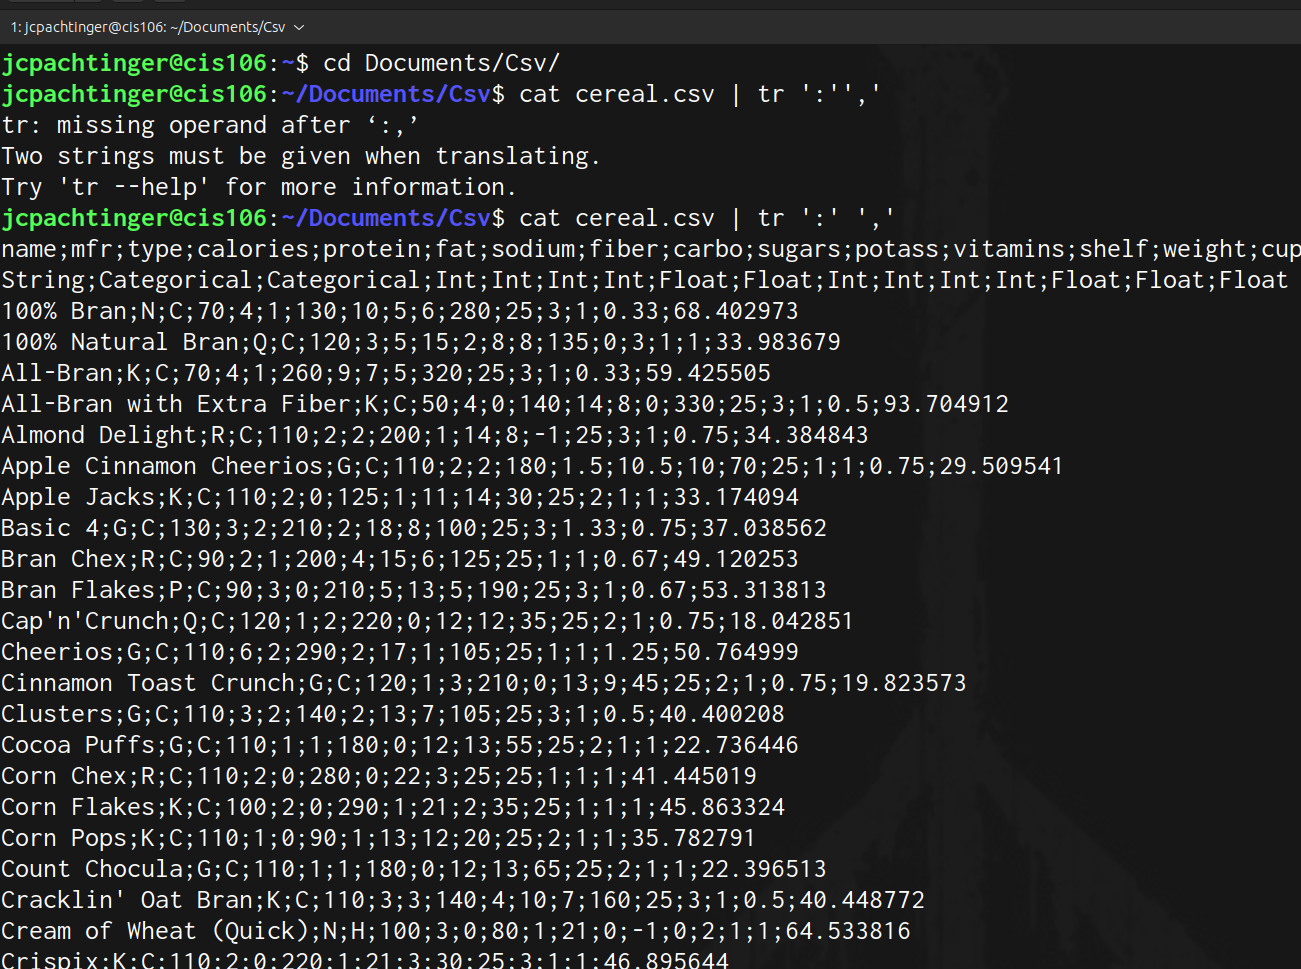 1: jcpachtinger@cis106: ~/Documents/Csv
jcpachtinger@cis106:~$ cd Documents/Csv/
jcpachtinger@cis106:~/Documents/Csv$ cat cereal.csv | tr ':'','
tr: missing operand after ‘:,’
Two strings must be given when translating.
Try 'tr --help' for more information.
jcpachtinger@cis106:~/Documents/Csv$ cat cereal.csv | tr ':' ','
name;mfr;type;calories;protein;fat;sodium;fiber;carbo;sugars;potass;vitamins;shelf;weight;cup
String;Categorical;Categorical;Int;Int;Int;Int;Float;Float;Int;Int;Int;Int;Float;Float;Float
100% Bran;N;C;70;4;1;130;10;5;6;280;25;3;1;0.33;68.402973
100% Natural Bran;Q;C;120;3;5;15;2;8;8;135;0;3;1;1;33.983679
All-Bran;K;C;70;4;1;260;9;7;5;320;25;3;1;0.33;59.425505
All-Bran with Extra Fiber;K;C;50;4;0;140;14;8;0;330;25;3;1;0.5;93.704912
Almond Delight;R;C;110;2;2;200;1;14;8;-1;25;3;1;0.75;34.384843
Apple Cinnamon Cheerios;G;C;110;2;2;180;1.5;10.5;10;70;25;1;1;0.75;29.509541
Apple Jacks;K;C;110;2;0;125;1;11;14;30;25;2;1;1;33.174094
Basic 4;G;C;130;3;2;210;2;18;8;100;25;3;1.33;0.75;37.038562
Bran Chex;R;C;90;2;1;200;4;15;6;125;25;1;1;0.67;49.120253
Bran Flakes;P;C;90;3;0;210;5;13;5;190;25;3;1;0.67;53.313813
Cap'n'Crunch;Q;C;120;1;2;220;0;12;12;35;25;2;1;0.75;18.042851
Cheerios;G;C;110;6;2;290;2;17;1;105;25;1;1;1.25;50.764999
Cinnamon Toast Crunch;G;C;120;1;3;210;0;13;9;45;25;2;1;0.75;19.823573
Clusters;G;C;110;3;2;140;2;13;7;105;25;3;1;0.5;40.400208
Cocoa Puffs;G;C;110;1;1;180;0;12;13;55;25;2;1;1;22.736446
Corn Chex;R;C;110;2;0;280;0;22;3;25;25;1;1;1;41.445019
Corn Flakes;K;C;100;2;0;290;1;21;2;35;25;1;1;1;45.863324
Corn Pops;K;C;110;1;0;90;1;13;12;20;25;2;1;1;35.782791
Count Chocula;G;C;110;1;1;180;0;12;13;65;25;2;1;1;22.396513
Cracklin' Oat Bran;K;C;110;3;3;140;4;10;7;160;25;3;1;0.5;40.448772
Cream of Wheat (Quick);N;H;100;3;0;80;1;21;0;-1;0;2;1;1;64.533816
Crispix;K;C;110;2;0;220;1;21;3;30;25;3;1;1;46.895644